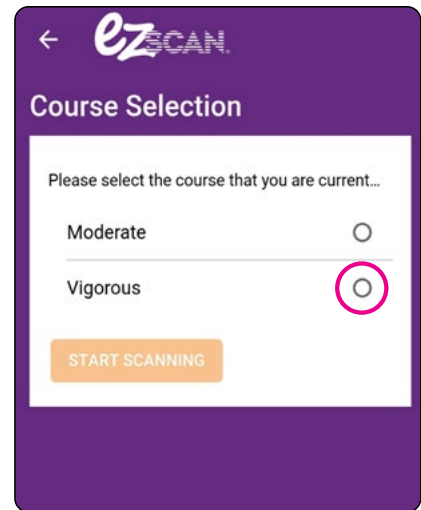 ezSCAN.
Course Selection
Please select the course that you are current...
Moderate
Vigorous
START SCANNING